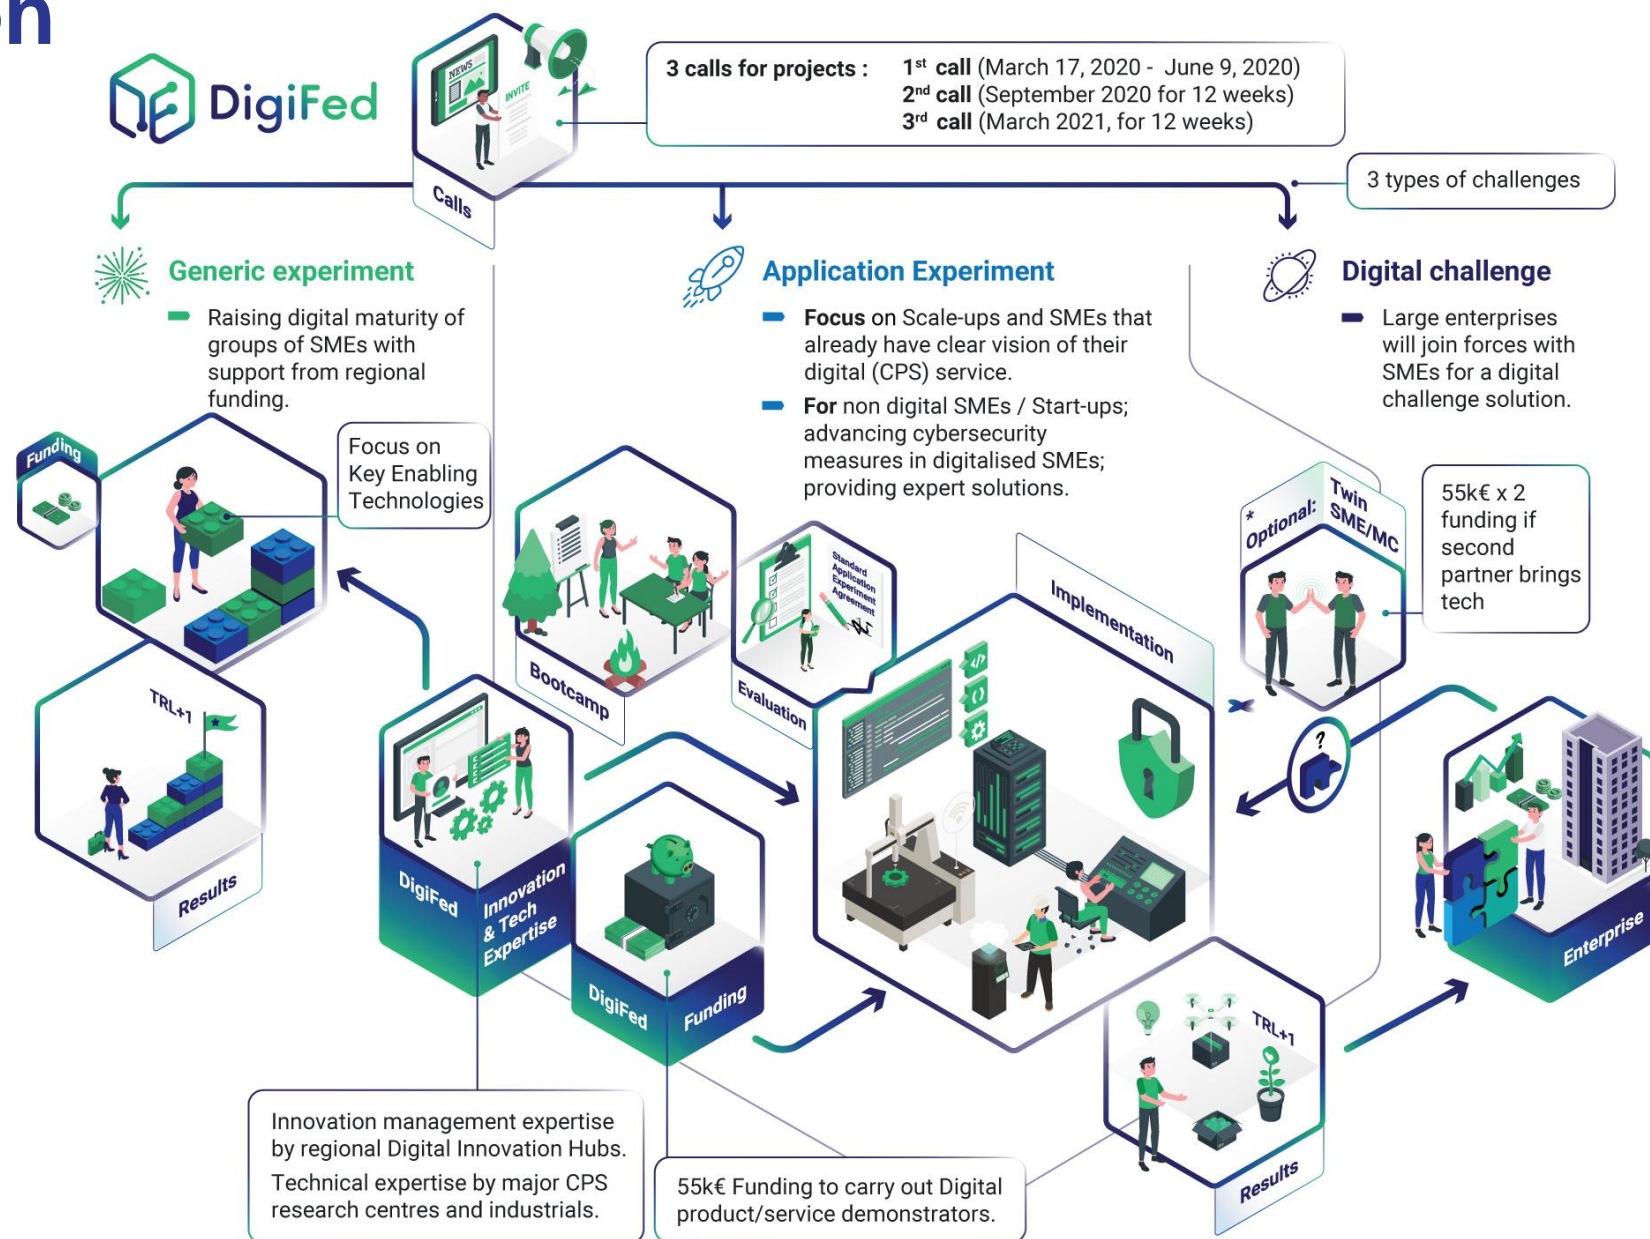 on
DigiFed
NEWS
INVITE
Calls
3 calls for projects :
1st call (March 17, 2020 - June 9, 2020)
2nd call (September 2020 for 12 weeks)
3rd call (March 2021, for 12 weeks)
3 types of challenges
Generic experiment
Raising digital maturity of
groups of SMEs with
support from regional
funding.
Application Experiment
Focus on Scale-ups and SMEs that
already have clear vision of their
digital (CPS) service.
For non digital SMEs / Start-ups;
advancing cybersecurity
measures in digitalised SMEs;
providing expert solutions.
Digital challenge
Large enterprises
will join forces with
SMEs for a digital
challenge solution.
Funding
Focus on
Key Enabling
Technologies
TRL+1
Results
Bootcamp
Standard
Application
Experiment
Agreement
Evaluation
Implementation
* Optional:
Twin
SME/MC
55k€ x 2
funding if
second
partner brings
tech
?
DigiFed
Innovation
& Tech
Expertise
DigiFed
Funding
Enterprise
TRL+1
Results
Innovation management expertise
by regional Digital Innovation Hubs.
Technical expertise by major CPS
research centres and industrials.
55k€ Funding to carry out Digital
product/service demonstrators.